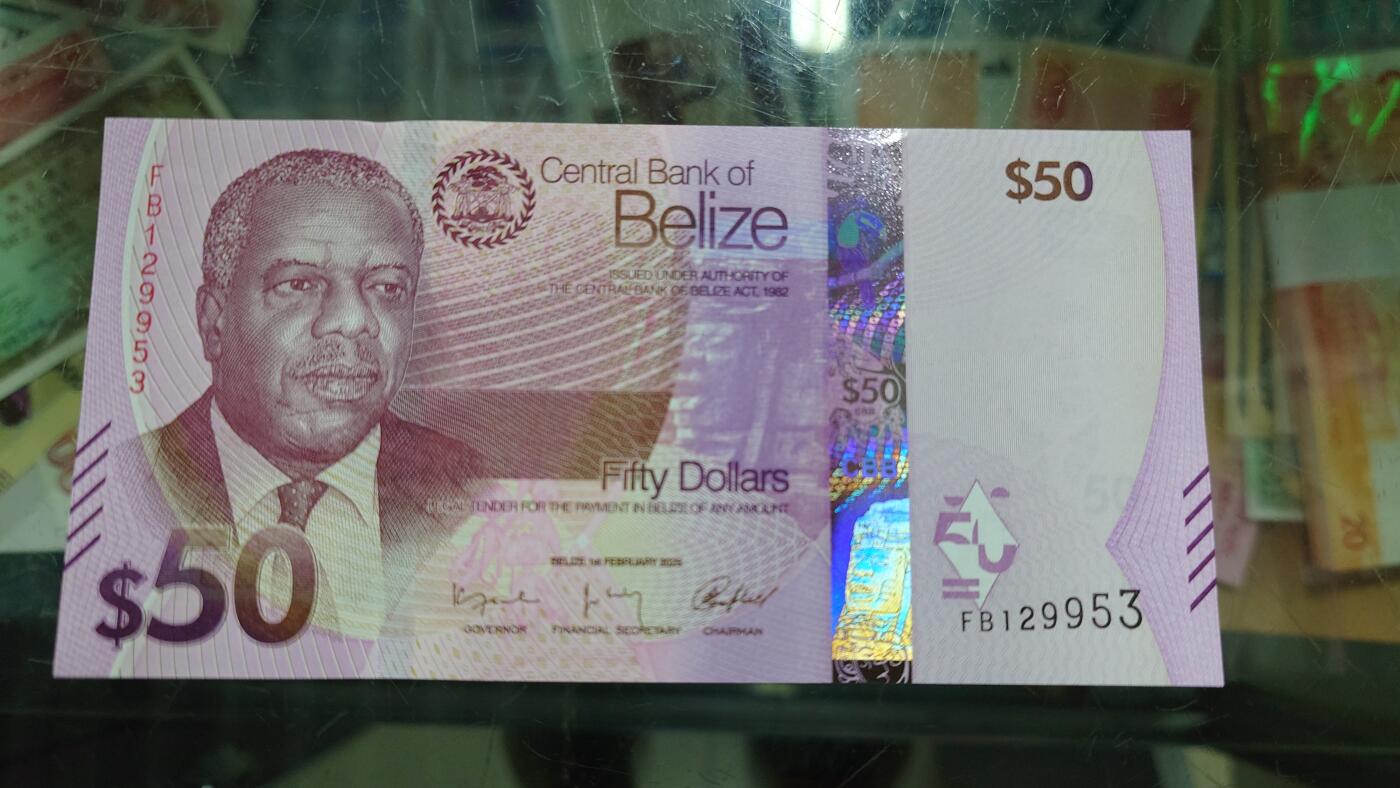 FB129953
Central Bank of
Belize
ISSUED UNDER AUTHORITY OF
THE CENTRAL BANK OF BELIZE ACT, 1982
$50
$50
CBB
Fifty Dollars
LEGAL TENDER FOR THE PAYMENT IN BELIZE OF ANY AMOUNT
BELIZE 1st FEBRUARY 2025
GOVERNOR FINANCIAL SECRETARY CHAIRMAN
$50
50
FB129953
20